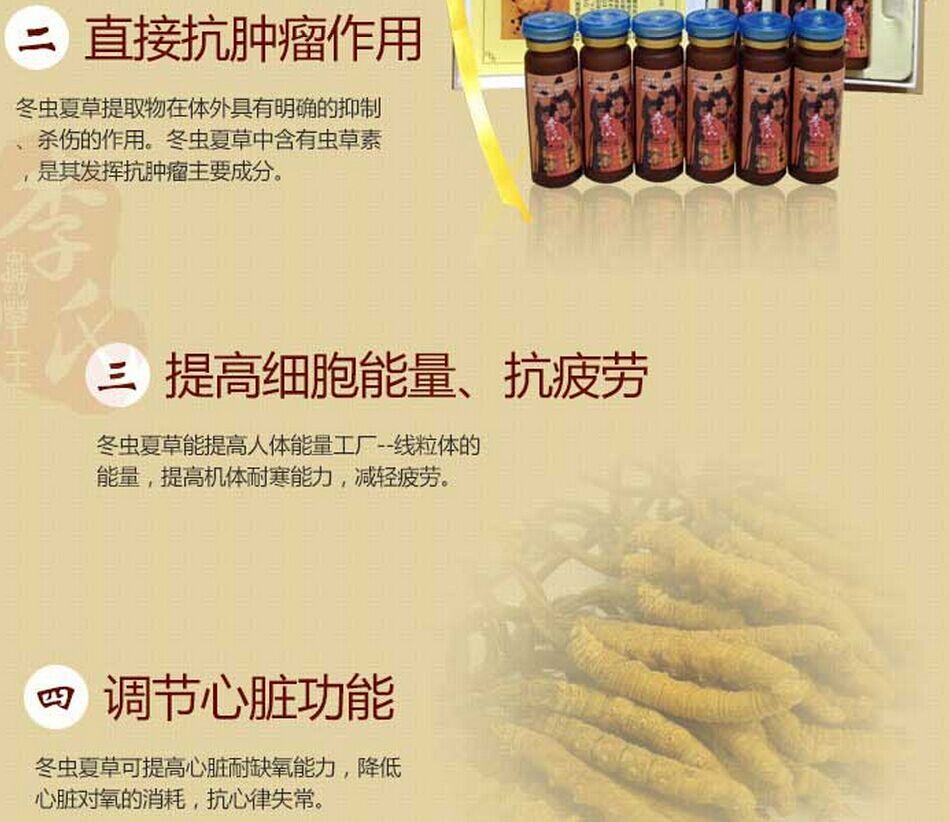 二 直接抗肿瘤作用
冬虫夏草提取物在体外具有明确的抑制
、杀伤的作用。冬虫夏草中含有虫草素
，是其发挥抗肿瘤主要成分。
李氏
三 提高细胞能量、抗疲劳
冬虫夏草能提高人体能量工厂--线粒体的
能量，提高机体耐寒能力，减轻疲劳。
四 调节心脏功能
冬虫夏草可提高心脏耐缺氧能力，降低
心脏对氧的消耗，抗心律失常。